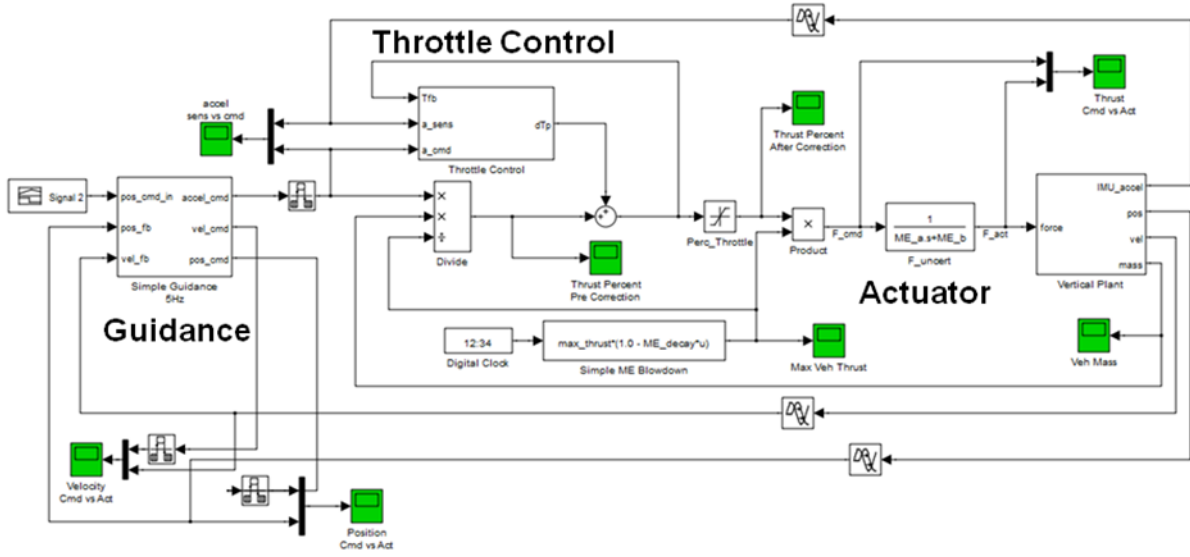 Throttle Control
accel
sens vs cmd
Tfb
a_sens
a_cmd
dTp
Throttle Control
Thrust Percent
After Correction
Thrust
Cmd vs Act
Signal 2
pos_cmd_in
pos_fb
vel_fb
accel_cmd
vel_cmd
pos_cmd
Simple Guidance
5Hz
Guidance
×
×
÷
Divide
+
+
Thrust Percent
Pre Correction
Perc_Throttle
×
Product
F_cmd
1
ME_a.s+ME_b
F_uncert
F_act
Actuator
force
IMU_accel
pos
vel
mass
Vertical Plant
12:34
Digital Clock
max_thrust*(1.0 - ME_decay*u)
Simple ME Blowdown
Max Veh Thrust
Veh Mass
Velocity
Cmd vs Act
Position
Cmd vs Act